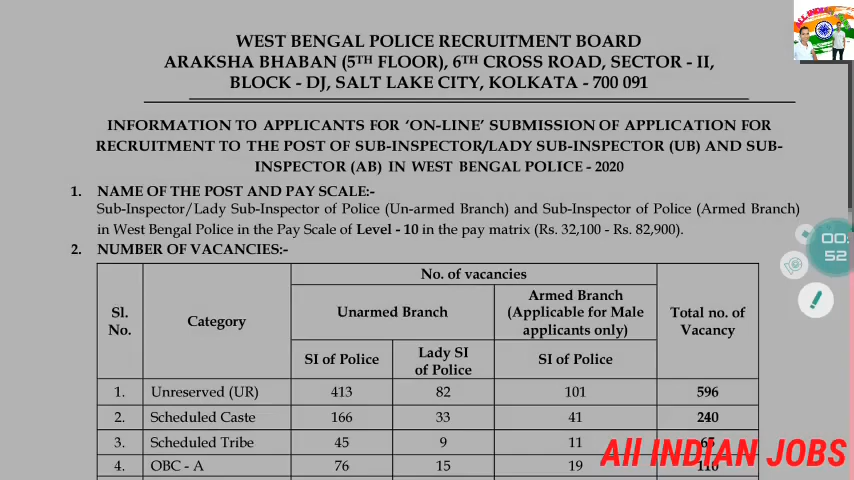 WEST BENGAL POLICE RECRUITMENT BOARD
ARAKSHA BHABAN (5TH FLOOR), 6TH CROSS ROAD, SECTOR - II,
BLOCK - DJ, SALT LAKE CITY, KOLKATA - 700 091
INFORMATION TO APPLICANTS FOR ‘ON-LINE’ SUBMISSION OF APPLICATION FOR
RECRUITMENT TO THE POST OF SUB-INSPECTOR/LADY SUB-INSPECTOR (UB) AND SUB-
INSPECTOR (AB) IN WEST BENGAL POLICE - 2020
1. NAME OF THE POST AND PAY SCALE:-
Sub-Inspector/Lady Sub-Inspector of Police (Un-armed Branch) and Sub-Inspector of Police (Armed Branch)
in West Bengal Police in the Pay Scale of Level - 10 in the pay matrix (Rs. 32,100 - Rs. 82,900).
2. NUMBER OF VACANCIES:-
Sl. No. Category No. of vacancies Total no. of Vacancy
Unarmed Branch Armed Branch (Applicable for Male applicants only)
SI of Police Lady SI of Police SI of Police
1. Unreserved (UR) 413 82 101 596
2. Scheduled Caste 166 33 41 240
3. Scheduled Tribe 45 9 11 65
4. OBC - A 76 15 19 110
00:
52
All INDIAN JOBS